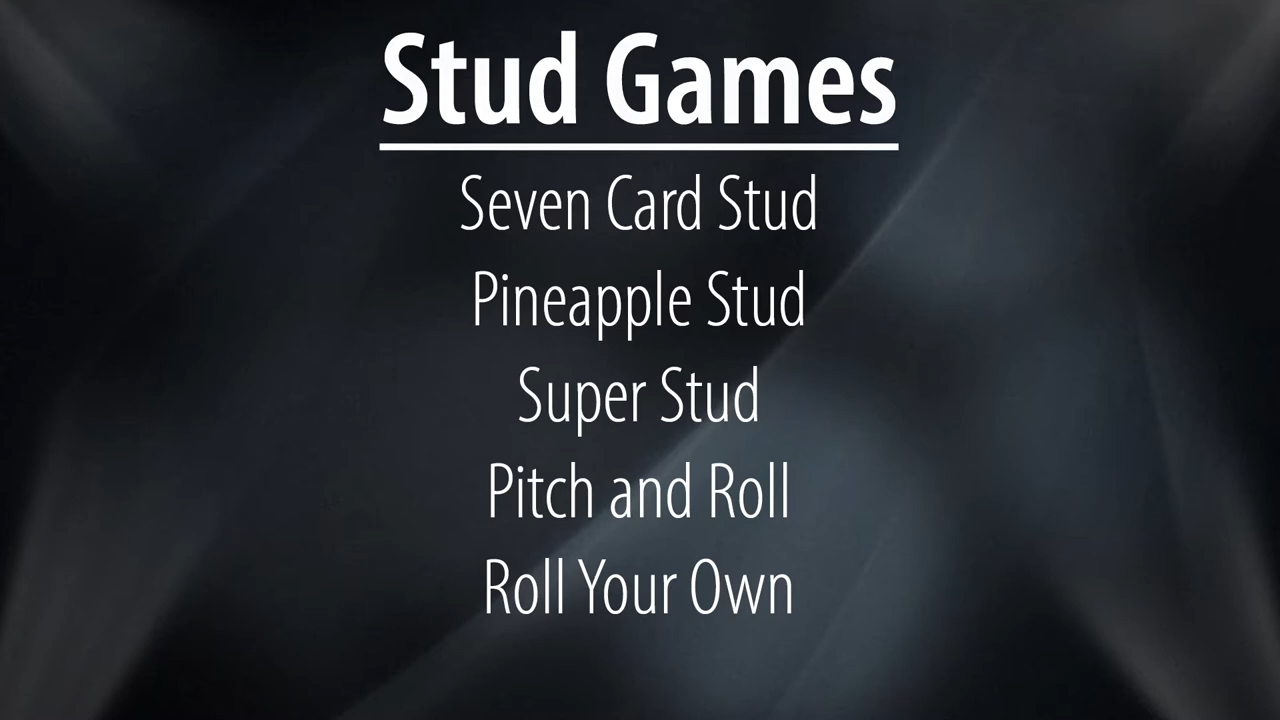 Stud Games
Seven Card Stud
Pineapple Stud
Super Stud
Pitch and Roll
Roll Your Own